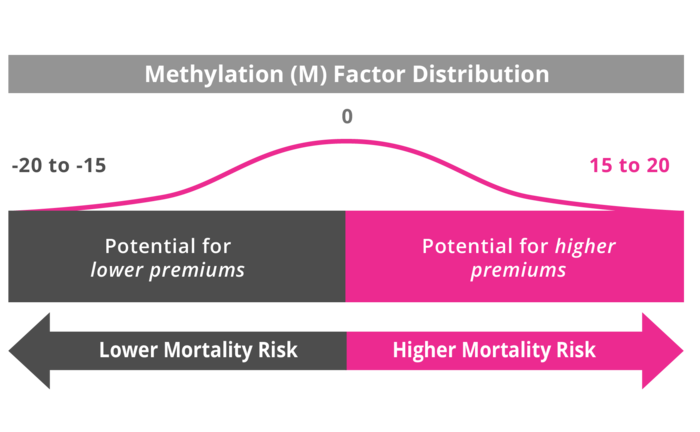 Methylation (M) Factor Distribution
0
-20 to -15
15 to 20
Potential for
lower premiums
Potential for higher
premiums
Lower Mortality Risk
Higher Mortality Risk